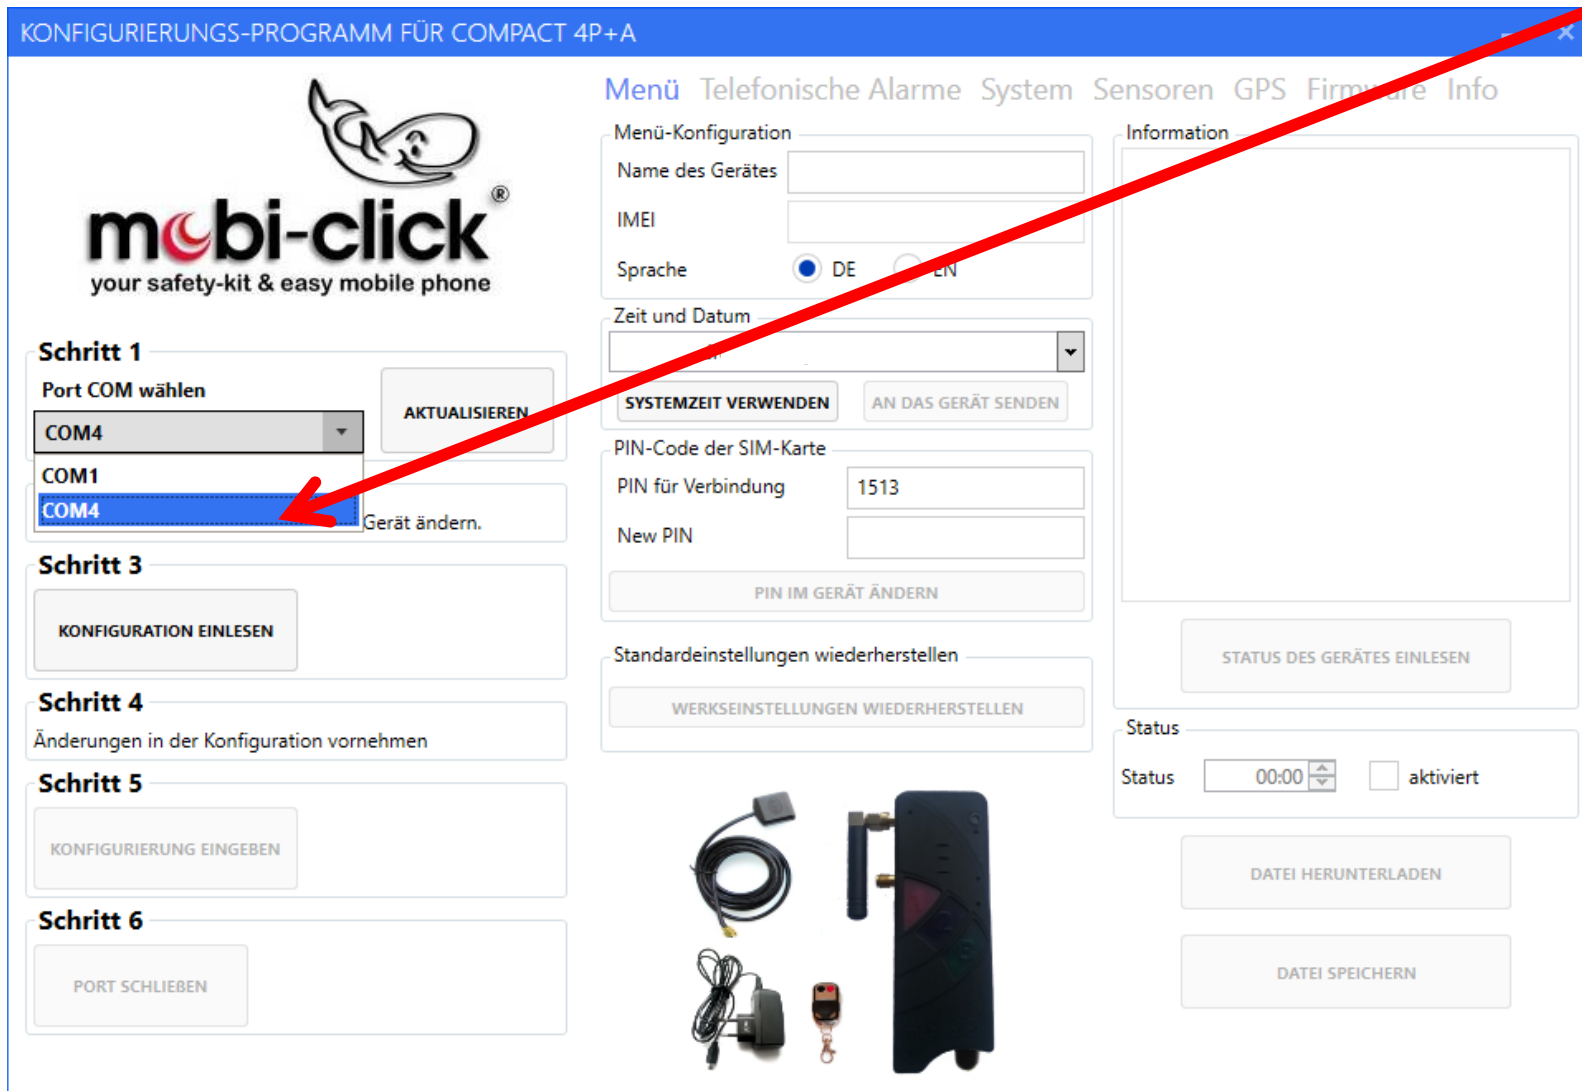 KONFIGURIERUNGS-PROGRAMM FÜR COMPACT 4P+A
mobi-click®
your safety-kit & easy mobile phone
Schritt 1
Port COM wählen
COM4
AKTUALISIEREN
COM1
COM4
Gerät ändern.
Schritt 3
KONFIGURATION EINLESEN
Schritt 4
Änderungen in der Konfiguration vornehmen
Schritt 5
KONFIGURIERUNG EINGEBEN
Schritt 6
PORT SCHLIEßEN
Menü Telefonische Alarme System Sensoren GPS Firmware Info
Menü-Konfiguration
Name des Gerätes
IMEI
Sprache DE EN
Zeit und Datum
SYSTEMZEIT VERWENDEN AN DAS GERÄT SENDEN
PIN-Code der SIM-Karte
PIN für Verbindung 1513
New PIN
PIN IM GERÄT ÄNDERN
Standardeinstellungen wiederherstellen
WERKSEINSTELLUNGEN WIEDERHERSTELLEN
Information
STATUS DES GERÄTES EINLESEN
Status
Status 00:00 aktiviert
DATEI HERUNTERLADEN
DATEI SPEICHERN